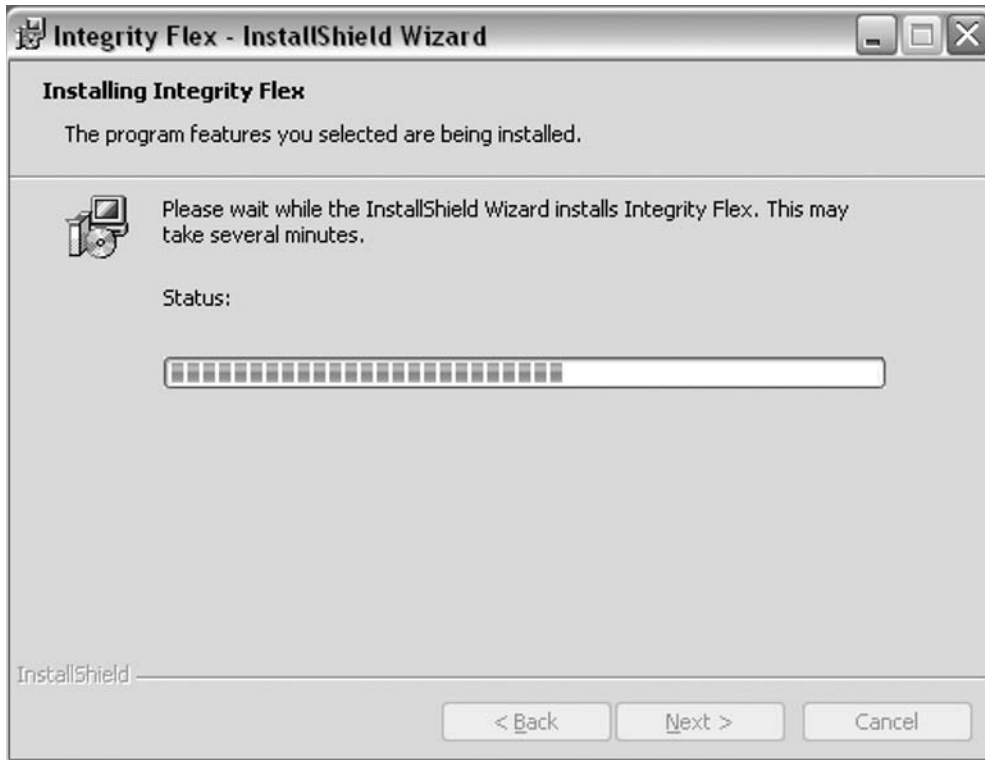 Integrity Flex - InstallShield Wizard
Installing Integrity Flex
The program features you selected are being installed.
Please wait while the InstallShield Wizard installs Integrity Flex. This may
take several minutes.
Status:
InstallShield
< Back
Next >
Cancel